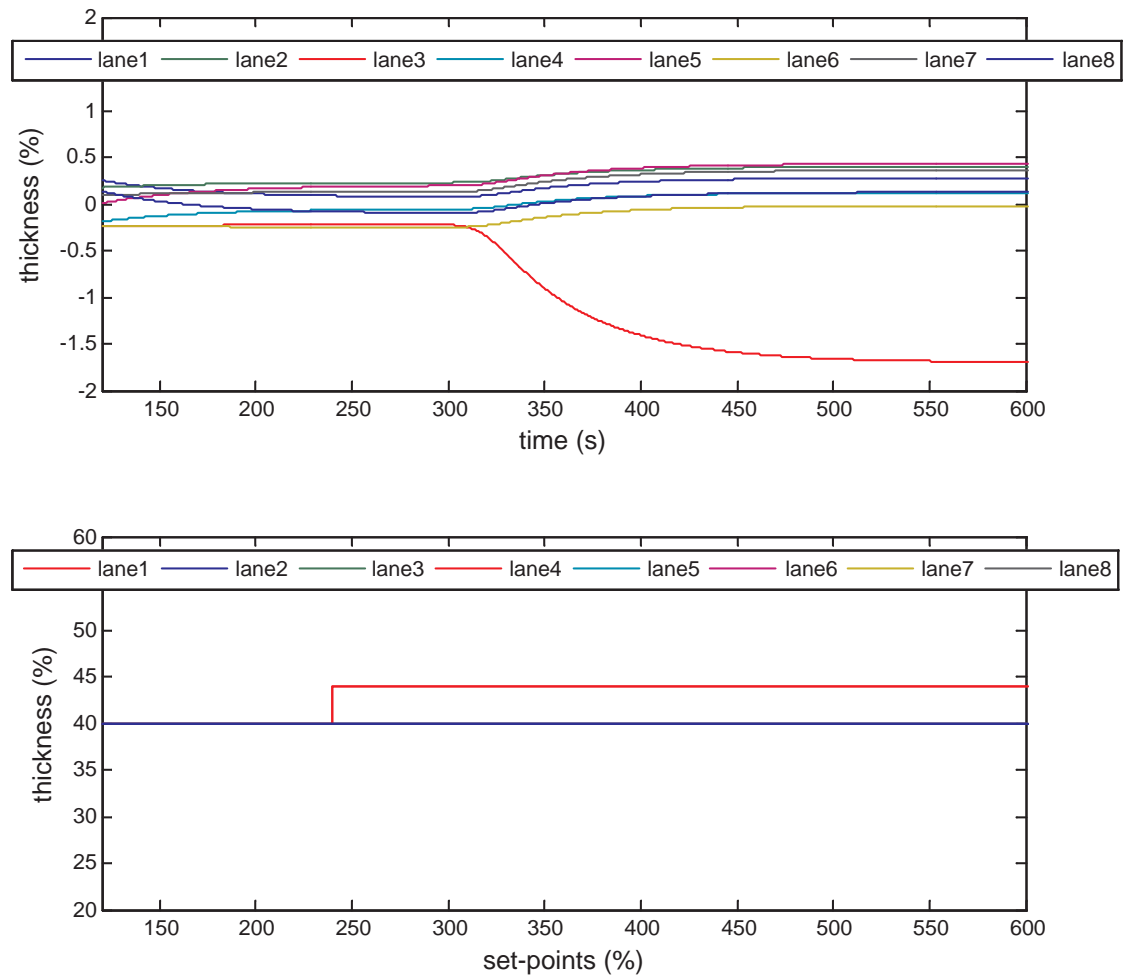 2
lane1 lane2 lane3 lane4 lane5 lane6 lane7 lane8
1
0.5
0
-0.5
-1
-1.5
-2
thickness (%)
150 200 250 300 350 400 450 500 550 600
time (s)
60
lane1 lane2 lane3 lane4 lane5 lane6 lane7 lane8
50
45
40
35
30
25
20
thickness (%)
150 200 250 300 350 400 450 500 550 600
set-points (%)